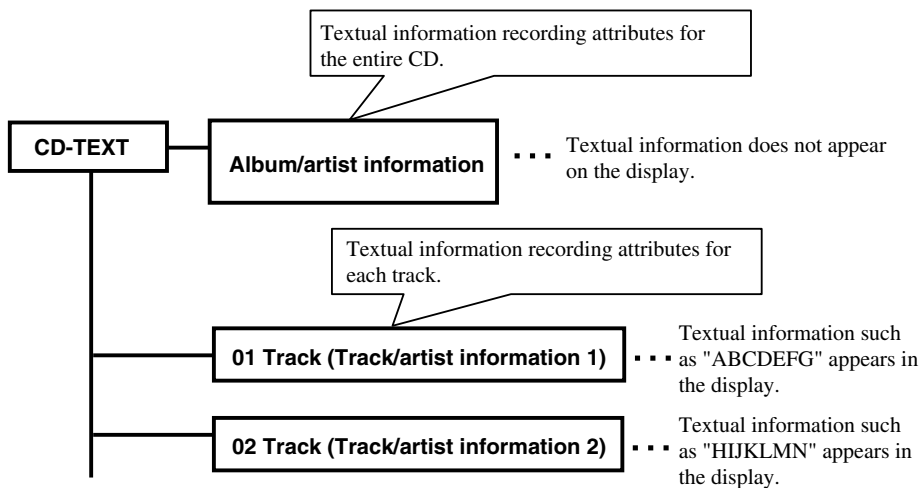 Textual information recording attributes for
the entire CD.
CD-TEXT
Album/artist information
Textual information does not appear
on the display.
Textual information recording attributes for
each track.
01 Track (Track/artist information 1)
Textual information such
as "ABCDEFG" appears in
the display.
02 Track (Track/artist information 2)
Textual information such
as "HIJKLMN" appears in
the display.